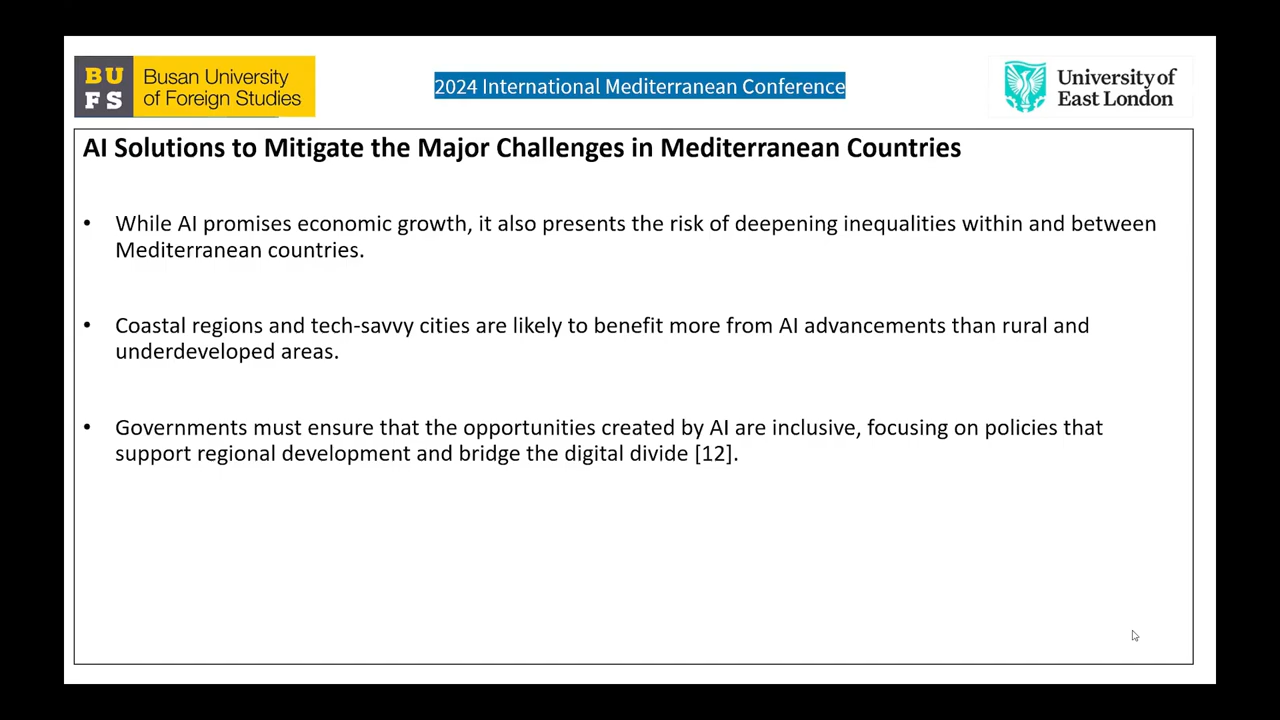 BU
FS
Busan University
of Foreign Studies
2024 International Mediterranean Conference
University of
East London
AI Solutions to Mitigate the Major Challenges in Mediterranean Countries
• While AI promises economic growth, it also presents the risk of deepening inequalities within and between
Mediterranean countries.
• Coastal regions and tech-savvy cities are likely to benefit more from AI advancements than rural and
underdeveloped areas.
• Governments must ensure that the opportunities created by AI are inclusive, focusing on policies that
support regional development and bridge the digital divide [12].